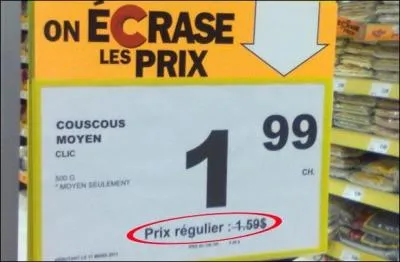 ON ÉCRASE
LES PRIX
COUSCOUS
MOYEN
CLIC
500 G
* MOYEN SEULEMENT
1 99
CH.
Prix régulier : 1.59$